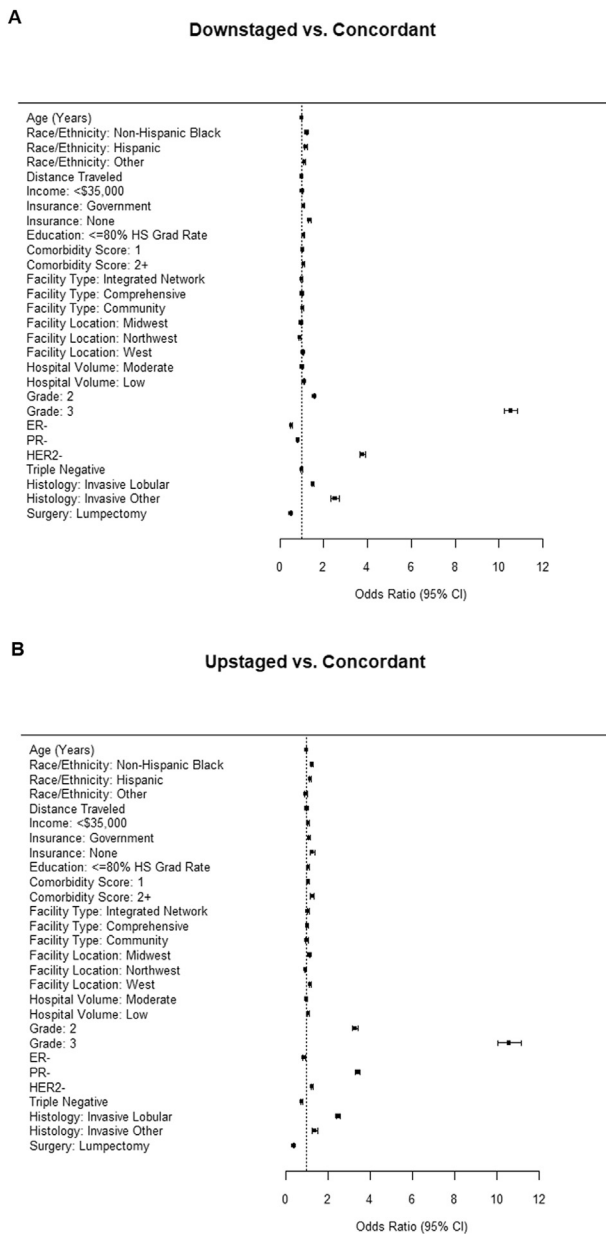 A
Downstaged vs. Concordant
Age (Years)
Race/Ethnicity: Non-Hispanic Black
Race/Ethnicity: Hispanic
Race/Ethnicity: Other
Distance Traveled
Income: <$35,000
Insurance: Government
Insurance: None
Education: <=80% HS Grad Rate
Comorbidity Score: 1
Comorbidity Score: 2+
Facility Type: Integrated Network
Facility Type: Comprehensive
Facility Type: Community
Facility Location: Midwest
Facility Location: Northwest
Facility Location: West
Hospital Volume: Moderate
Hospital Volume: Low
Grade: 2
Grade: 3
ER-
PR-
HER2-
Triple Negative
Histology: Invasive Lobular
Histology: Invasive Other
Surgery: Lumpectomy
0 2 4 6 8 10 12
Odds Ratio (95% CI)
B
Upstaged vs. Concordant
Age (Years)
Race/Ethnicity: Non-Hispanic Black
Race/Ethnicity: Hispanic
Race/Ethnicity: Other
Distance Traveled
Income: <$35,000
Insurance: Government
Insurance: None
Education: <=80% HS Grad Rate
Comorbidity Score: 1
Comorbidity Score: 2+
Facility Type: Integrated Network
Facility Type: Comprehensive
Facility Type: Community
Facility Location: Midwest
Facility Location: Northwest
Facility Location: West
Hospital Volume: Moderate
Hospital Volume: Low
Grade: 2
Grade: 3
ER-
PR-
HER2-
Triple Negative
Histology: Invasive Lobular
Histology: Invasive Other
Surgery: Lumpectomy
0 2 4 6 8 10 12
Odds Ratio (95% CI)